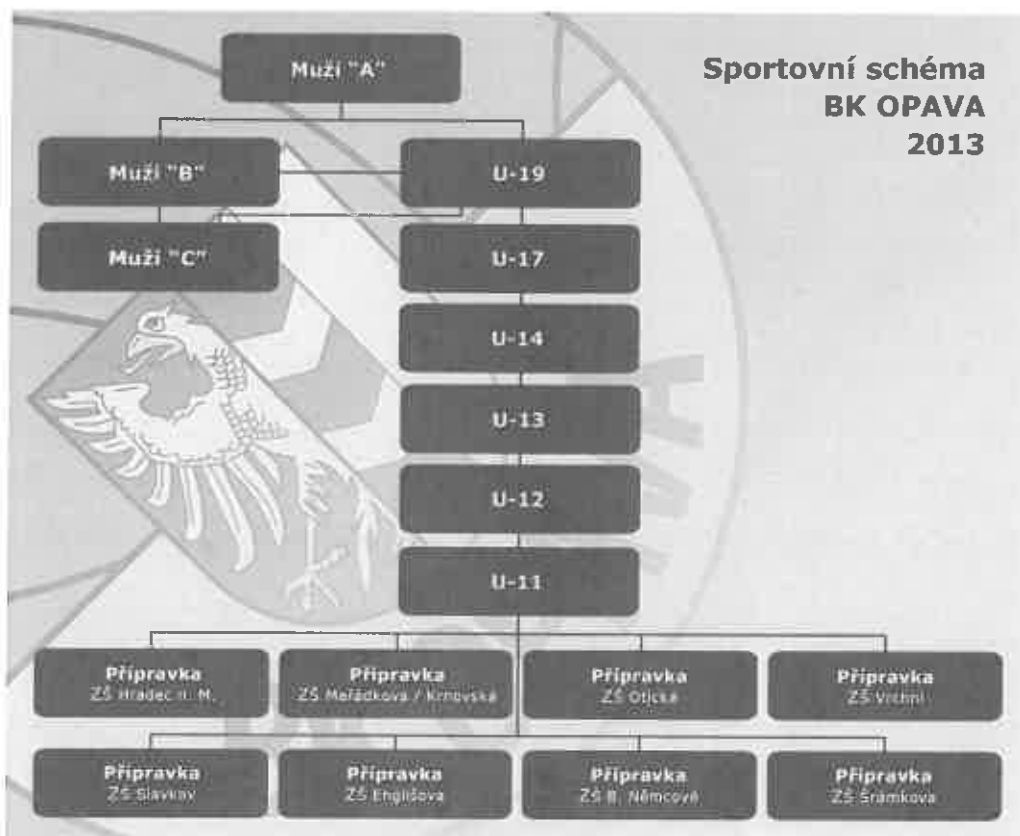 Sportovní schéma
BK OPAVA
2013
Muži "A"
Muži "B"
U-19
Muži "C"
U-17
U-14
U-13
U-12
U-11
Přípravka
ZŠ Hradec n. M.
Přípravka
ZŠ Mařádkova / Krnovská
Přípravka
ZŠ Otická
Přípravka
ZŠ Vrchní
Přípravka
ZŠ Slavkov
Přípravka
ZŠ Englišova
Přípravka
ZŠ B. Němcové
Přípravka
ZŠ Šrámkova